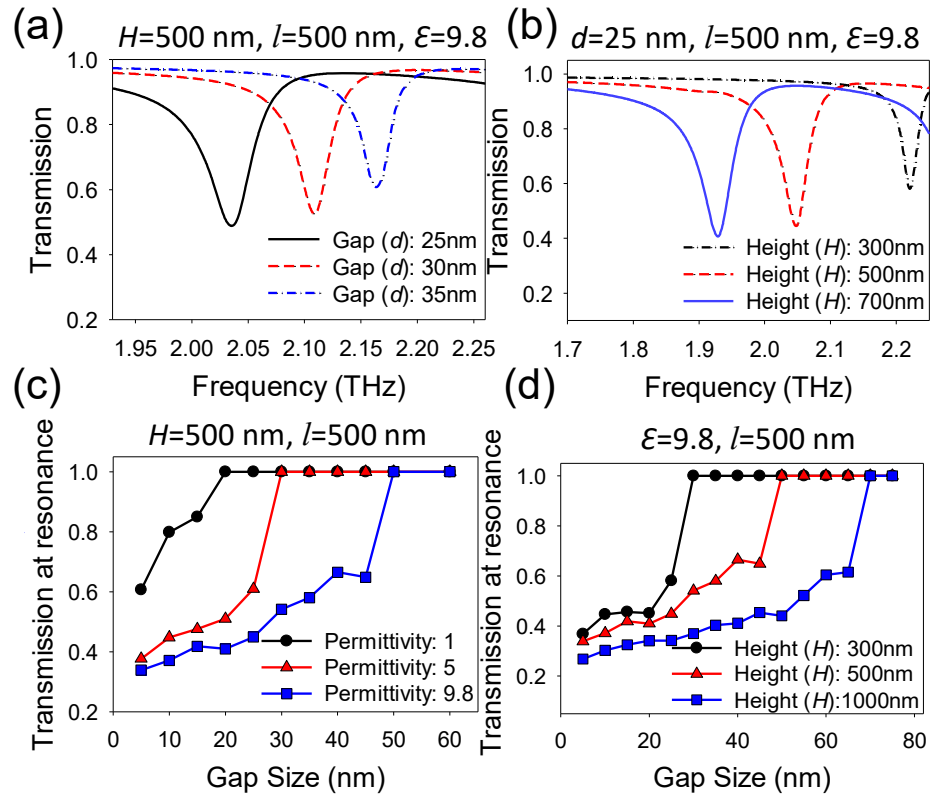 (a)
H=500 nm, l=500 nm, ℰ=9.8
1.0
0.8
0.6
0.4
0.2
Transmission
Gap (d): 25nm
Gap (d): 30nm
Gap (d): 35nm
1.95 2.00 2.05 2.10 2.15 2.20 2.25
Frequency (THz)
(b)
d=25 nm, l=500 nm, ℰ=9.8
1.0
0.8
0.6
0.4
0.2
Transmission
Height (H): 300nm
Height (H): 500nm
Height (H): 700nm
1.7 1.8 1.9 2.0 2.1 2.2
Frequency (THz)
(c)
H=500 nm, l=500 nm
1.0
0.8
0.6
0.4
0.2
Transmission at resonance
Permittivity: 1
Permittivity: 5
Permittivity: 9.8
0 10 20 30 40 50 60
Gap Size (nm)
(d)
ℰ=9.8, l=500 nm
1.0
0.8
0.6
0.4
0.2
Transmission at resonance
Height (H): 300nm
Height (H): 500nm
Height (H):1000nm
0 20 40 60 80
Gap Size (nm)